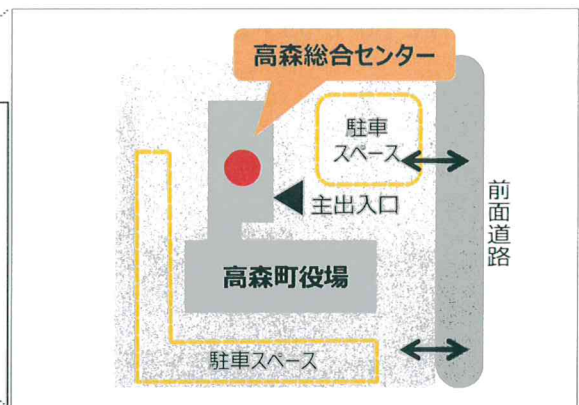 高森総合センター
駐車
スペース
主出入口
前面道路
高森町役場
駐車スペース